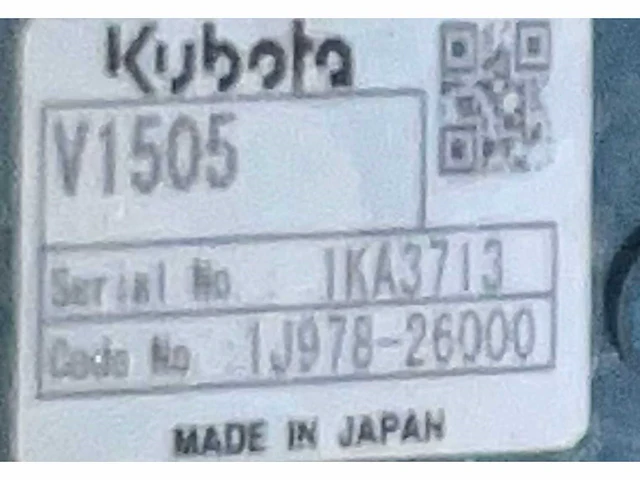 Kubota
V1505
Serial No. 1KA3713
Code No. 1J978-26000
MADE IN JAPAN